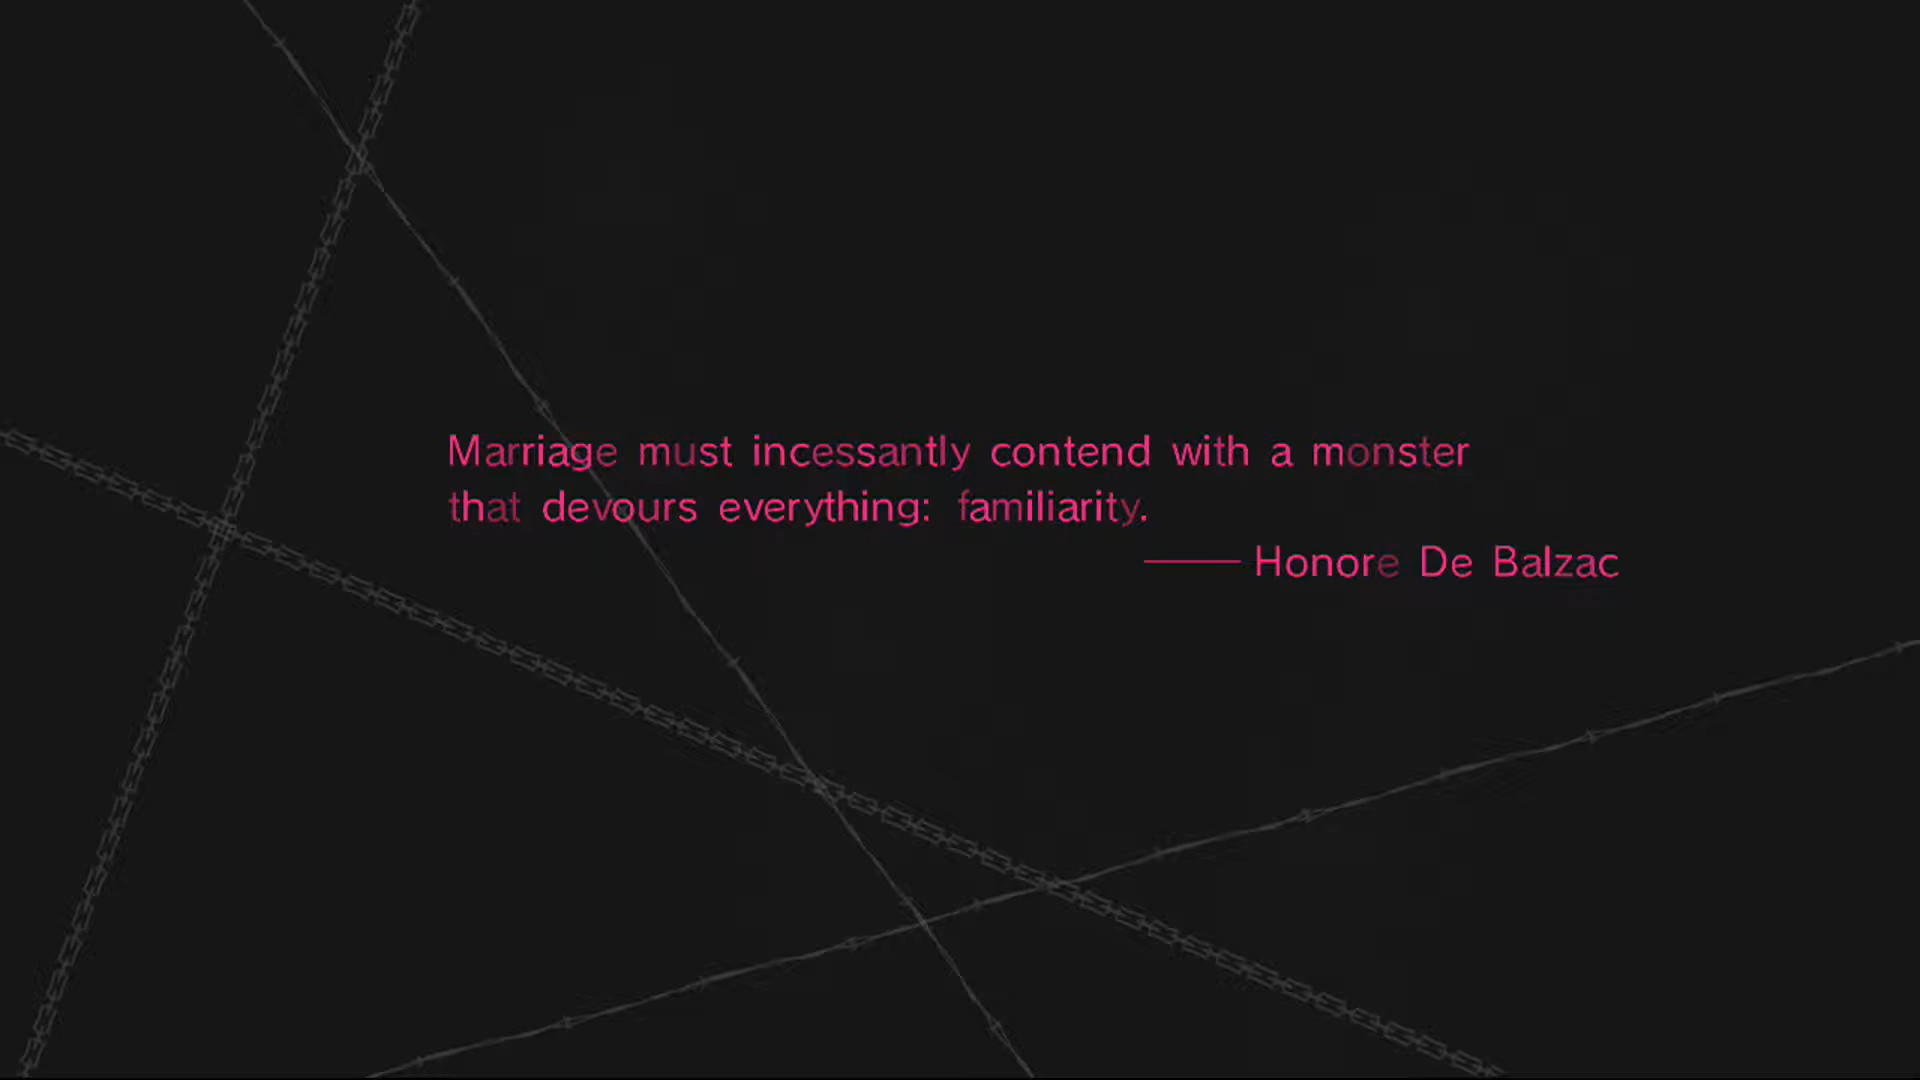 Marriage must incessantly contend with a monster
that devours everything: familiarity.
—— Honore De Balzac